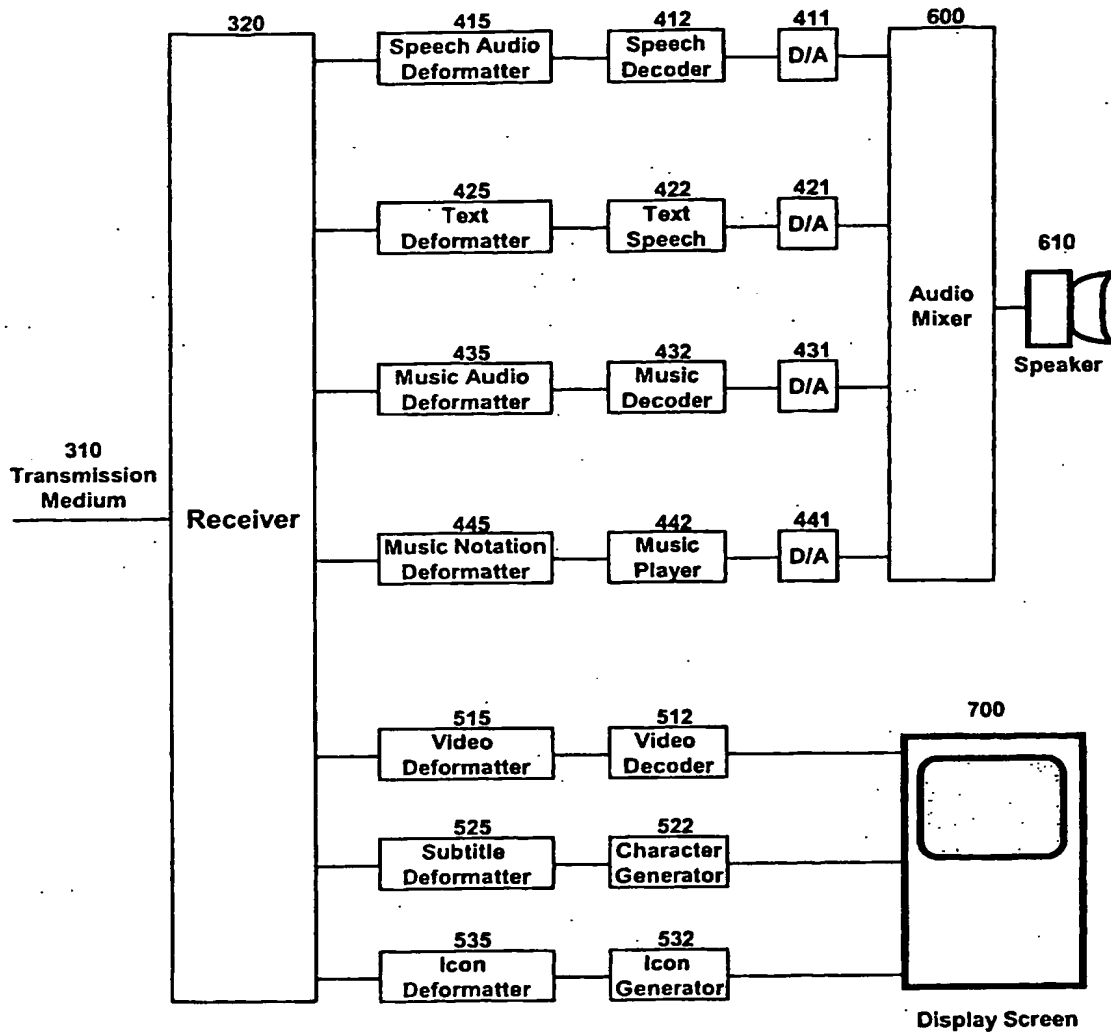 320
415
412
411
600
Speech Audio
Deformatter
Speech
Decoder
D/A
425
422
421
Text
Deformatter
Text
Speech
D/A
610
Audio
Mixer
Speaker
435
432
431
Music Audio
Deformatter
Music
Decoder
D/A
310
Transmission
Medium
Receiver
445
442
441
Music Notation
Deformatter
Music
Player
D/A
515
512
700
Video
Deformatter
Video
Decoder
525
522
Subtitle
Deformatter
Character
Generator
535
532
Icon
Deformatter
Icon
Generator
Display Screen